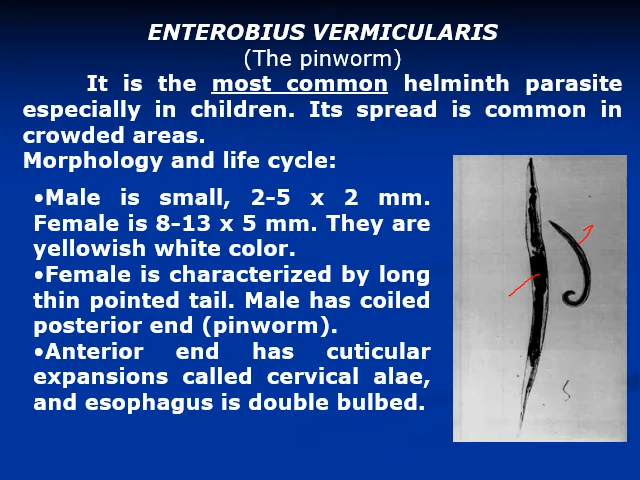 ENTEROBIUS VERMICULARIS
(The pinworm)
It is the most common helminth parasite
especially in children. Its spread is common in
crowded areas.
Morphology and life cycle:
•Male is small, 2-5 x 2 mm.
Female is 8-13 x 5 mm. They are
yellowish white color.
•Female is characterized by long
thin pointed tail. Male has coiled
posterior end (pinworm).
•Anterior end has cuticular
expansions called cervical alae,
and esophagus is double bulbed.